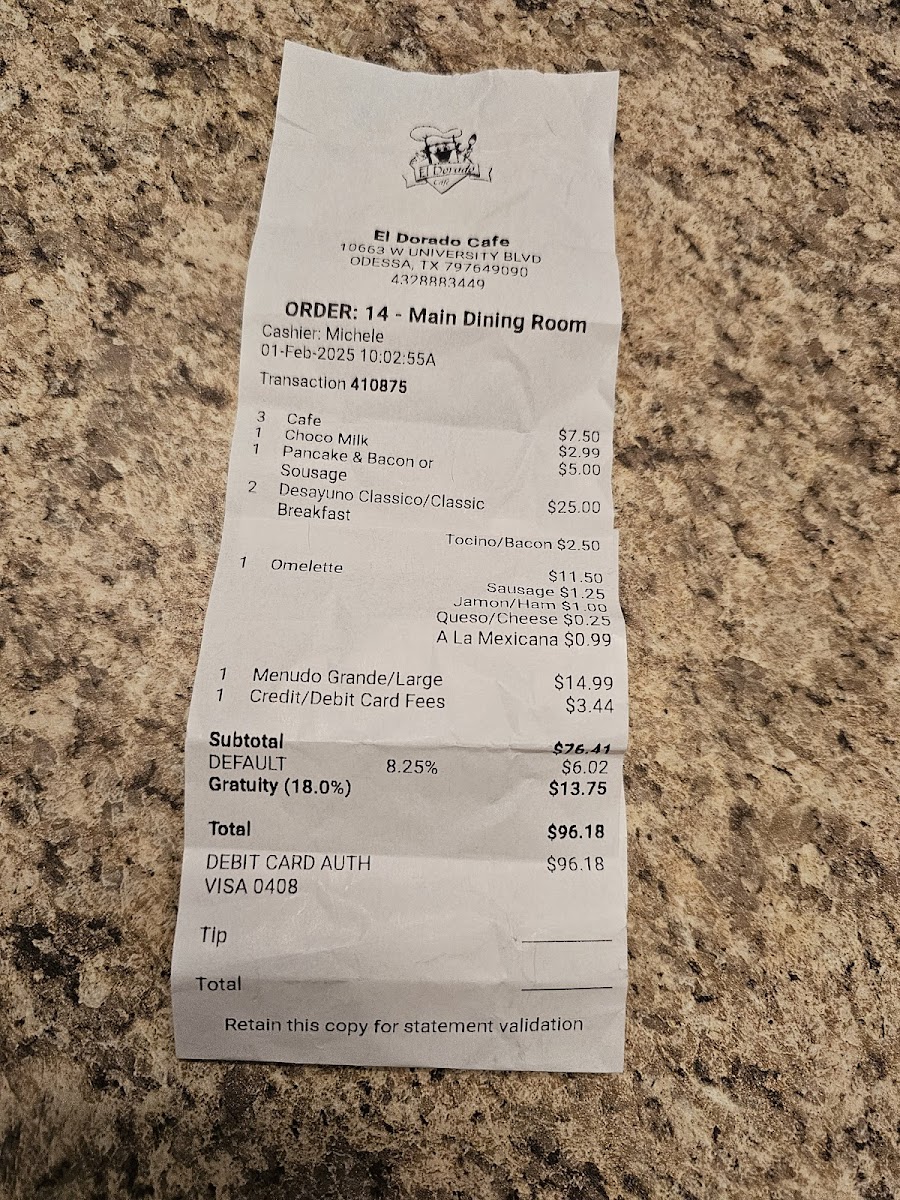 El Dorado
Cafe
El Dorado Cafe
10663 W UNIVERSITY BLVD
ODESSA, TX 797649090
4328883449
ORDER: 14 - Main Dining Room
Cashier: Michele
01-Feb-2025 10:02:55A
Transaction 410875
3 Cafe $7.50
1 Choco Milk $2.99
1 Pancake & Bacon or $5.00
Sousage
2 Desayuno Classico/Classic $25.00
Breakfast
Tocino/Bacon $2.50
1 Omelette $11.50
Sausage $1.25
Jamon/Ham $1.00
Queso/Cheese $0.25
A La Mexicana $0.99
1 Menudo Grande/Large $14.99
1 Credit/Debit Card Fees $3.44
Subtotal $76.41
DEFAULT 8.25% $6.02
Gratuity (18.0%) $13.75
Total $96.18
DEBIT CARD AUTH $96.18
VISA 0408
Tip
Total
Retain this copy for statement validation